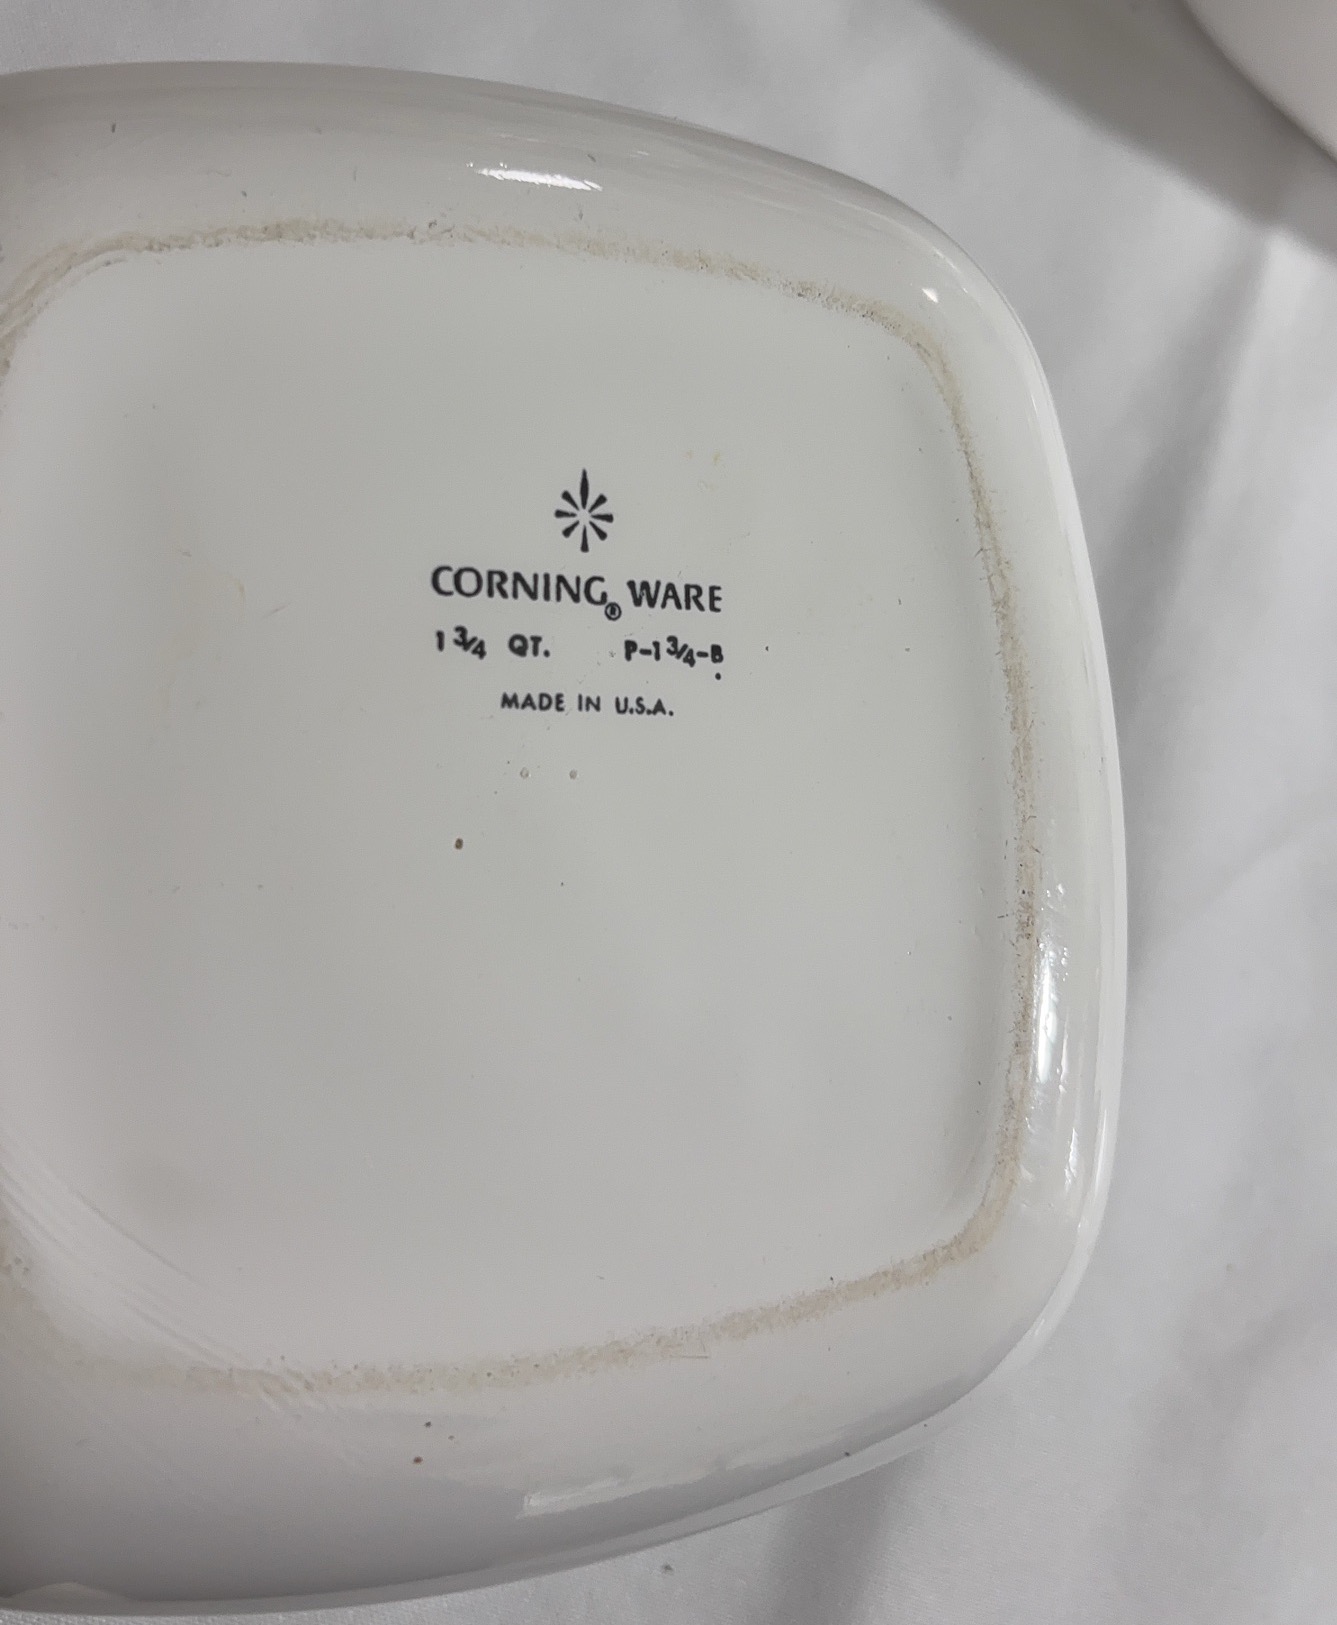 CORNING® WARE
1 3/4 QT. P-1 3/4-B
MADE IN U.S.A.